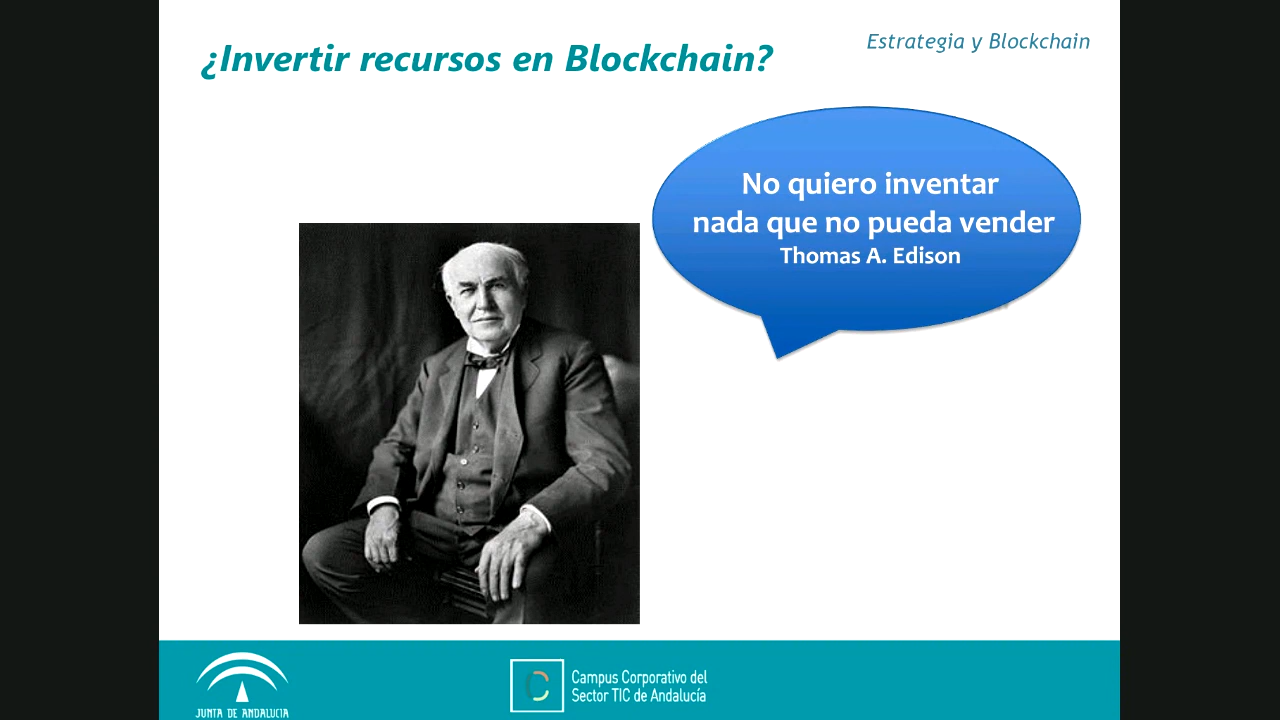 ¿Invertir recursos en Blockchain?
Estrategia y Blockchain
No quiero inventar
nada que no pueda vender
Thomas A. Edison
JUNTA DE ANDALUCIA
Campus Corporativo del
Sector TIC de Andalucía